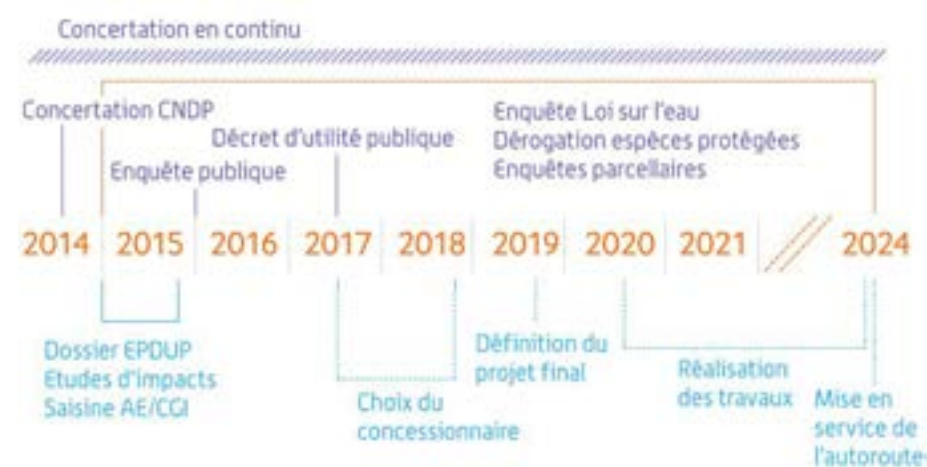 Concertation en continu
Concertation CNDP
Décret d'utilité publique
Enquête publique
Enquête Loi sur l'eau
Dérogation espèces protégées
Enquêtes parcellaires
2014 2015 2016 2017 2018 2019 2020 2021 2024
Dossier EPDUP
Etudes d'impacts
Saisine AE/CGI
Choix du
concessionnaire
Définition du
projet final
Réalisation
des travaux
Mise en
service de
l'autoroute